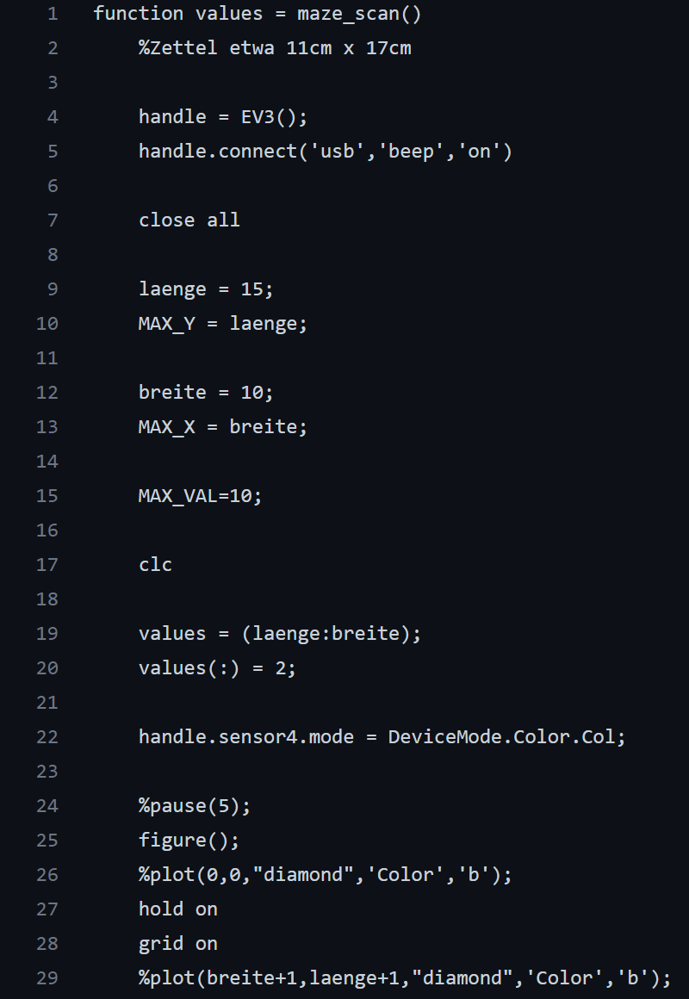 1 function values = maze_scan()
2 %Zettel etwa 11cm x 17cm
3
4 handle = EV3();
5 handle.connect('usb','beep','on')
6
7 close all
8
9 laenge = 15;
10 MAX_Y = laenge;
11
12 breite = 10;
13 MAX_X = breite;
14
15 MAX_VAL=10;
16
17 clc
18
19 values = (laenge:breite);
20 values(:) = 2;
21
22 handle.sensor4.mode = DeviceMode.Color.Col;
23
24 %pause(5);
25 figure();
26 %plot(0,0,"diamond",'Color','b');
27 hold on
28 grid on
29 %plot(breite+1,laenge+1,"diamond",'Color','b');